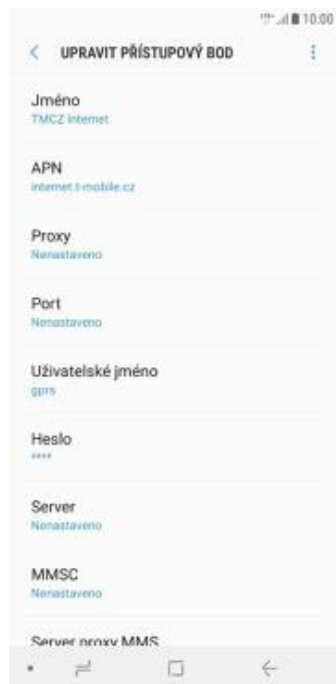 10:00
UPRAVIT PŘÍSTUPOVÝ BOD
Jméno
TMCZ Internet
APN
internet.t-mobile.cz
Proxy
Nenastaveno
Port
Nenastaveno
Uživatelské jméno
gprs
Heslo
****
Server
Nenastaveno
MMSC
Nenastaveno
Server proxy MMS